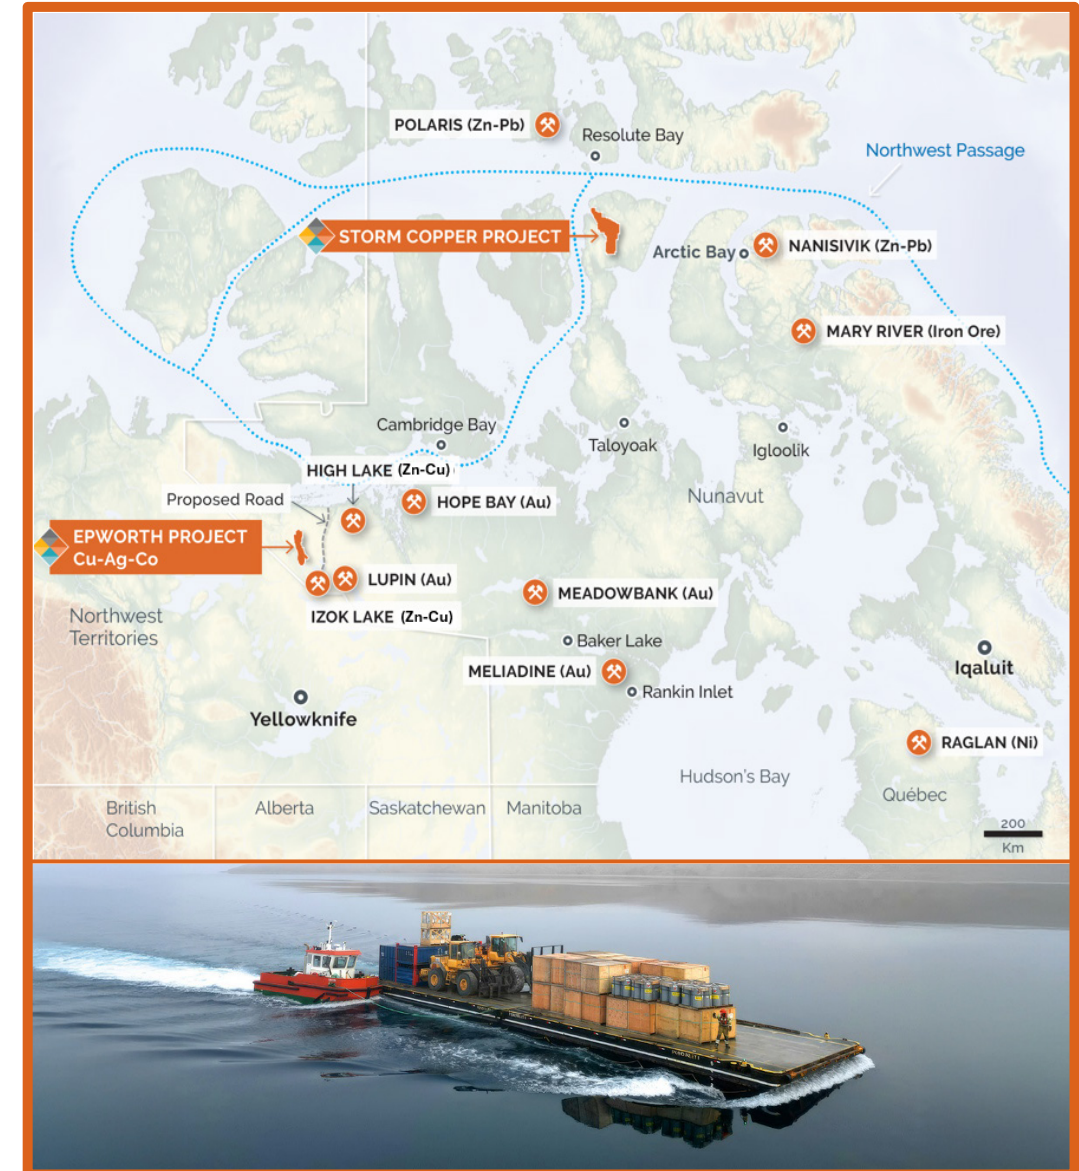 POLARIS (Zn-Pb)
Resolute Bay
Northwest Passage
STORM COPPER PROJECT
Arctic Bay
NANISIVIK (Zn-Pb)
MARY RIVER (Iron Ore)
Cambridge Bay
Taloyoak
Igloolik
HIGH LAKE (Zn-Cu)
Proposed Road
HOPE BAY (Au)
Nunavut
EPWORTH PROJECT
Cu-Ag-Co
LUPIN (Au)
MEADOWBANK (Au)
IZOK LAKE (Zn-Cu)
Northwest
Territories
Baker Lake
MELIADINE (Au)
Rankin Inlet
Iqaluit
Yellowknife
RAGLAN (Ni)
Hudson's Bay
Québec
British
Columbia
Alberta
Saskatchewan
Manitoba
200
Km